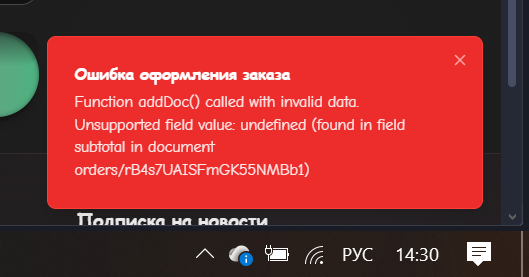 Ошибка оформления заказа
Function addDoc() called with invalid data.
Unsupported field value: undefined (found in field
subtotal in document
orders/rB4s7UAISFmGK55NMBb1)
Подписка на новости
РУС 14:30